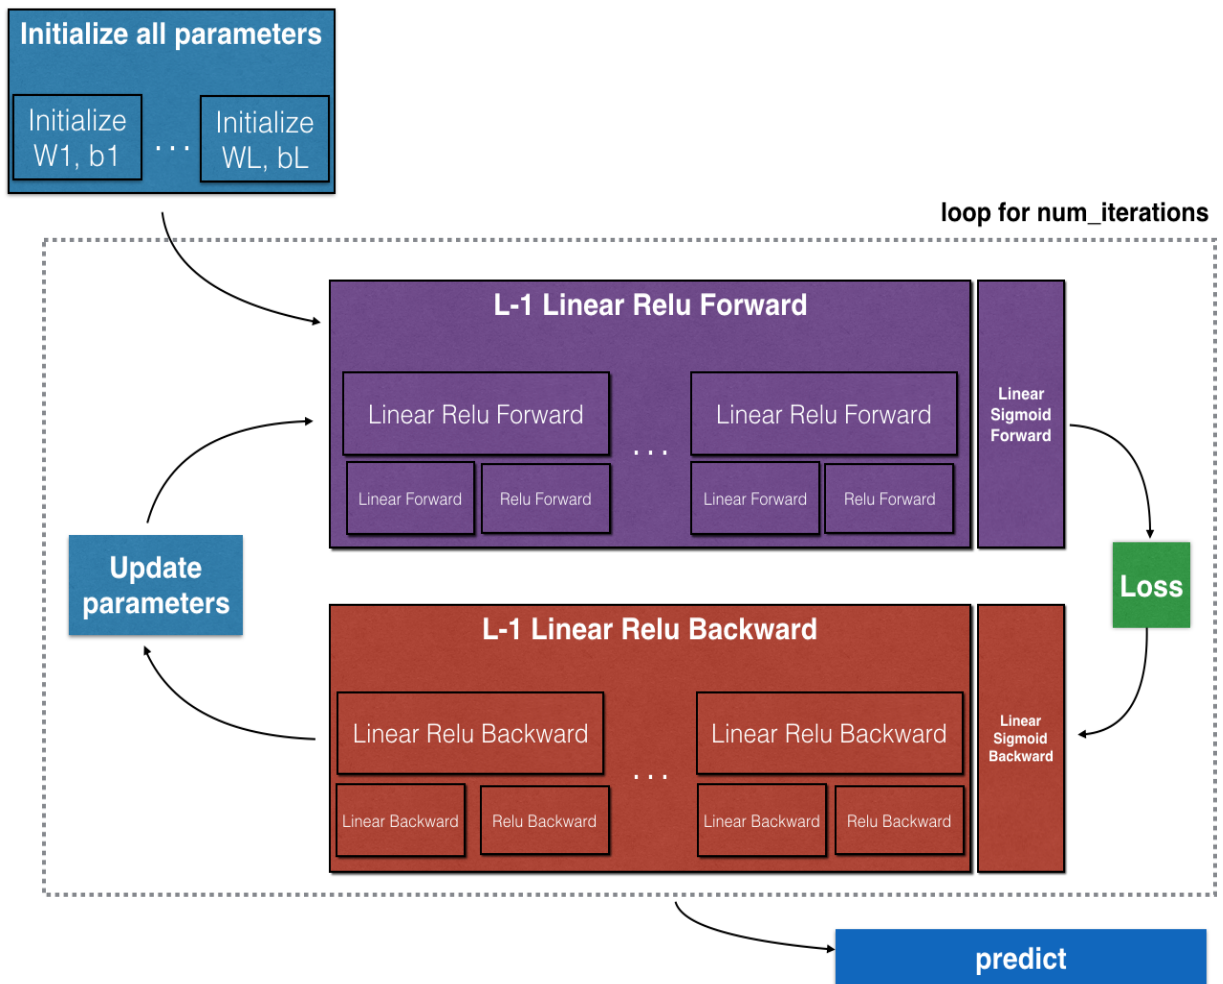 Initialize all parameters
Initialize
W1, b1
...
Initialize
WL, bL
loop for num_iterations
L-1 Linear Relu Forward
Linear Relu Forward
...
Linear Relu Forward
Linear Forward
Relu Forward
Linear Forward
Relu Forward
Linear
Sigmoid
Forward
Update
parameters
Loss
L-1 Linear Relu Backward
Linear Relu Backward
...
Linear Relu Backward
Linear Backward
Relu Backward
Linear Backward
Relu Backward
Linear
Sigmoid
Backward
predict